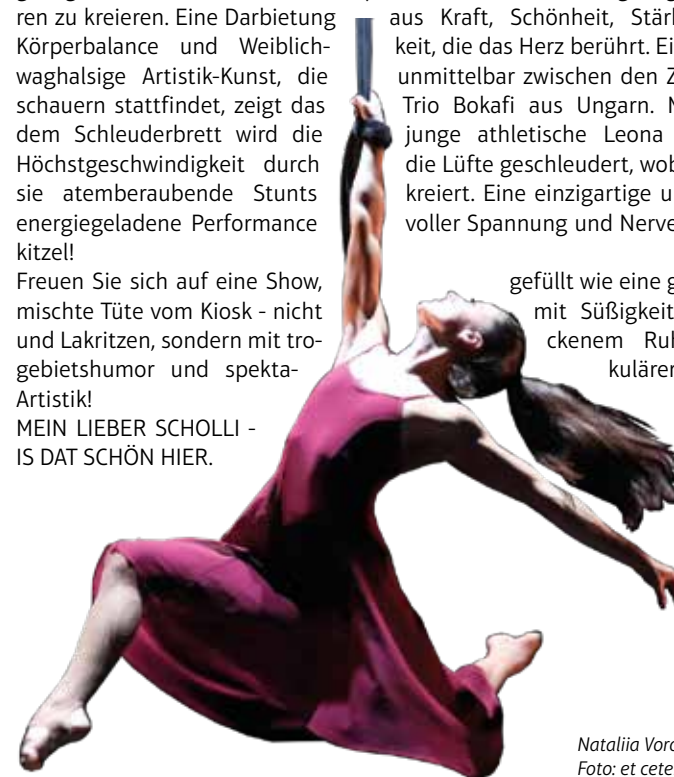 ren zu kreieren. Eine Darbietung aus Kraft, Schönheit, Stärk
Körperbalance und Weiblich- keit, die das Herz berührt. Ei
waghalsige Artistik-Kunst, die unmittelbar zwischen den Z
schauern stattfindet, zeigt das Trio Bokafi aus Ungarn.
dem Schleuderbrett wird die junge athletische Leona
Höchstgeschwindigkeit durch die Lüfte geschleudert, wob
sie atemberaubende Stunts kreiert. Eine einzigartige u
energiegeladene Performance voller Spannung und Nerve
kitzel!
Freuen Sie sich auf eine Show, gefüllt wie eine g
mischte Tüte vom Kiosk - nicht mit Süßigkeit
und Lakritzen, sondern mit tro- ckenem Ruh
gebietshumor und spekta- kulärer
Artistik!
MEIN LIEBER SCHOLLI -
IS DAT SCHÖN HIER.
Nataliia Voro
Foto: et cete